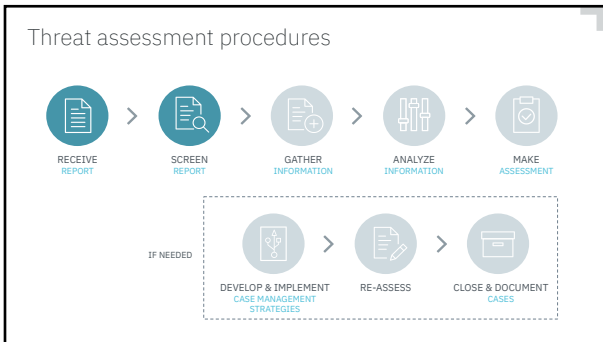 Threat assessment procedures
RECEIVE
REPORT
SCREEN
REPORT
GATHER
INFORMATION
ANALYZE
INFORMATION
MAKE
ASSESSMENT
IF NEEDED
DEVELOP & IMPLEMENT
CASE MANAGEMENT
STRATEGIES
RE-ASSESS
CLOSE & DOCUMENT
CASES